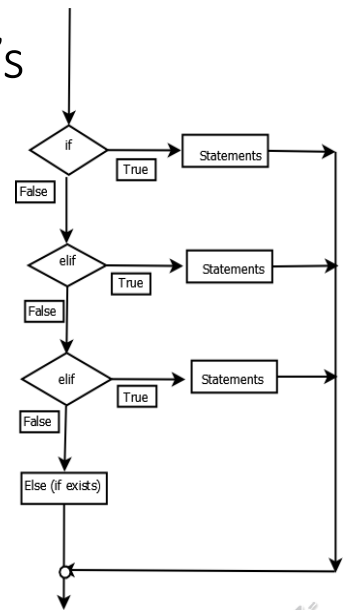 's
if
True
Statements
False
elif
True
Statements
False
elif
True
Statements
False
Else (if exists)